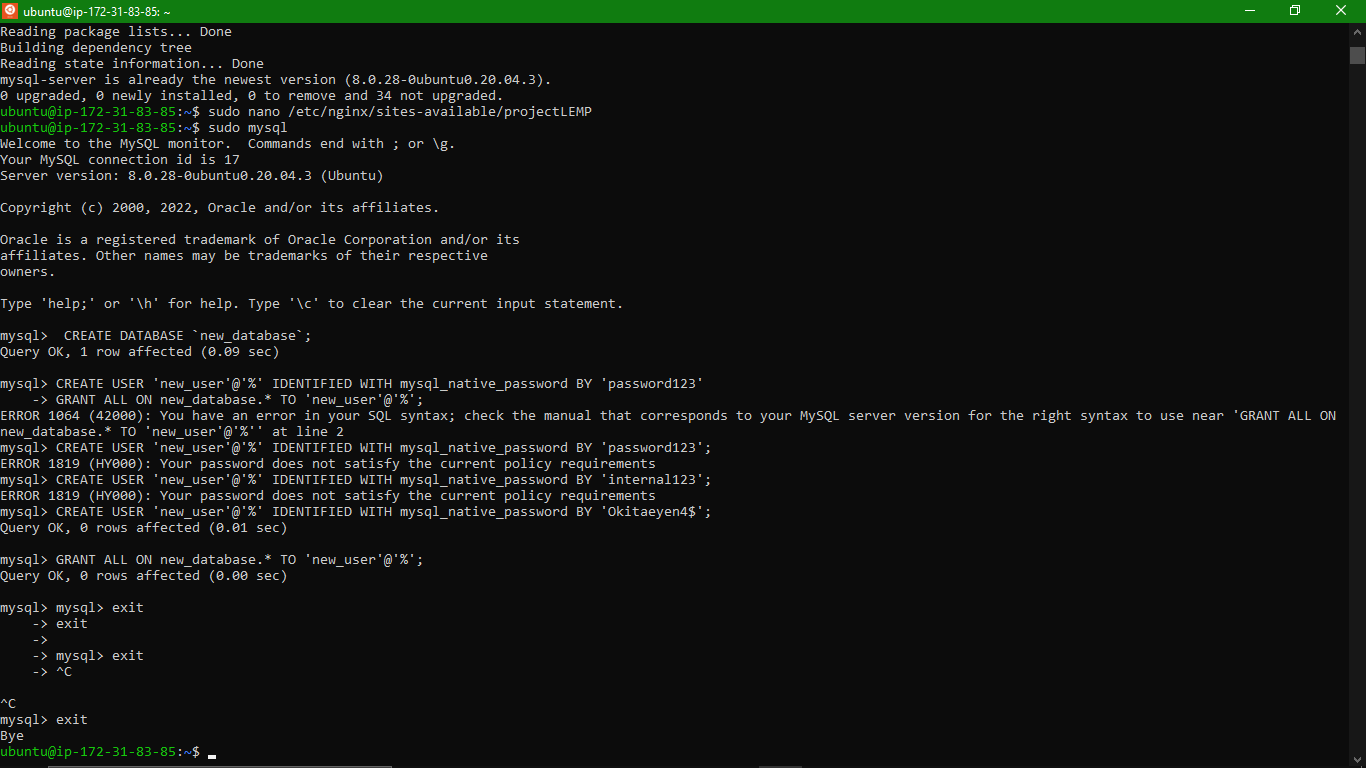 ubuntu@ip-172-31-83-85: ~
Reading package lists... Done
Building dependency tree
Reading state information... Done
mysql-server is already the newest version (8.0.28-0ubuntu0.20.04.3).
0 upgraded, 0 newly installed, 0 to remove and 34 not upgraded.
ubuntu@ip-172-31-83-85:~$ sudo nano /etc/nginx/sites-available/projectLEMP
ubuntu@ip-172-31-83-85:~$ sudo mysql
Welcome to the MySQL monitor.  Commands end with ; or \g.
Your MySQL connection id is 17
Server version: 8.0.28-0ubuntu0.20.04.3 (Ubuntu)
Copyright (c) 2000, 2022, Oracle and/or its affiliates.
Oracle is a registered trademark of Oracle Corporation and/or its
affiliates. Other names may be trademarks of their respective
owners.
Type 'help;' or '\h' for help. Type '\c' to clear the current input statement.
mysql>  CREATE DATABASE `new_database`;
Query OK, 1 row affected (0.09 sec)
mysql> CREATE USER 'new_user'@'%' IDENTIFIED WITH mysql_native_password BY 'password123'
    -> GRANT ALL ON new_database.* TO 'new_user'@'%';
ERROR 1064 (42000): You have an error in your SQL syntax; check the manual that corresponds to your MySQL server version for the right syntax to use near 'GRANT ALL ON
new_database.* TO 'new_user'@'%'' at line 2
mysql> CREATE USER 'new_user'@'%' IDENTIFIED WITH mysql_native_password BY 'password123';
ERROR 1819 (HY000): Your password does not satisfy the current policy requirements
mysql> CREATE USER 'new_user'@'%' IDENTIFIED WITH mysql_native_password BY 'internal123';
ERROR 1819 (HY000): Your password does not satisfy the current policy requirements
mysql> CREATE USER 'new_user'@'%' IDENTIFIED WITH mysql_native_password BY 'Okitaeyen4$';
Query OK, 0 rows affected (0.01 sec)
mysql> GRANT ALL ON new_database.* TO 'new_user'@'%';
Query OK, 0 rows affected (0.00 sec)
mysql> mysql> exit
    -> exit
    ->
    -> mysql> exit
    -> ^C
^C
mysql> exit
Bye
ubuntu@ip-172-31-83-85:~$